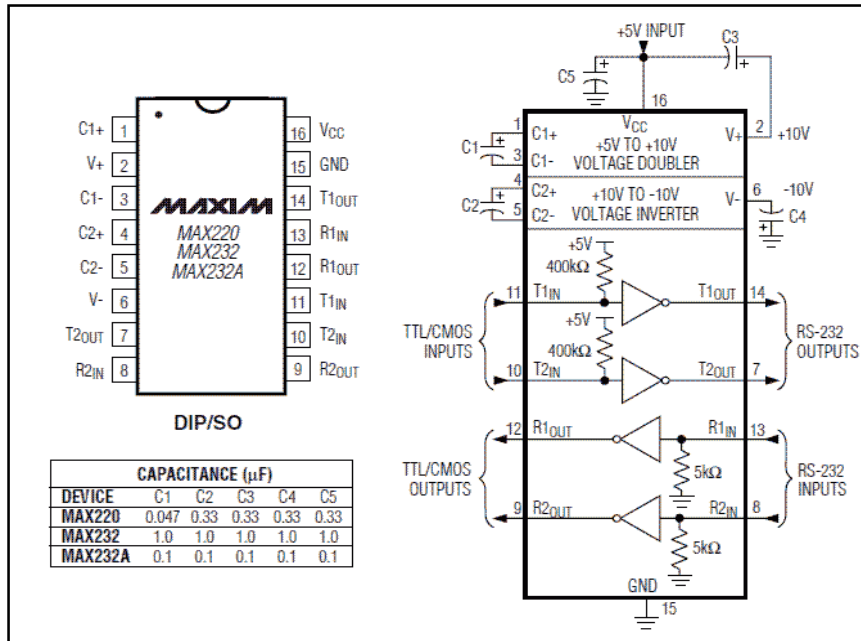 C1+ 1
V+ 2
C1- 3
C2+ 4
C2- 5
V- 6
T2OUT 7
R2IN 8
16 VCC
15 GND
14 T1OUT
13 R1IN
12 R1OUT
11 T1IN
10 T2IN
9 R2OUT
MAXIM
MAX220
MAX232
MAX232A
DIP/SO
CAPACITANCE (µF)
DEVICE C1 C2 C3 C4 C5
MAX220 0.047 0.33 0.33 0.33 0.33
MAX232 1.0 1.0 1.0 1.0 1.0
MAX232A 0.1 0.1 0.1 0.1 0.1
+5V INPUT
C3
+
C5
+
16
VCC
1 C1+
C1 +
3 C1-
+5V TO +10V
VOLTAGE DOUBLER
V+ 2 +10V
4 C2+
C2 +
5 C2-
+10V TO -10V
VOLTAGE INVERTER
V- 6 -10V
C4
+
+5V
400kΩ
11 T1IN
T1OUT 14
+5V
400kΩ
10 T2IN
T2OUT 7
TTL/CMOS
INPUTS
RS-232
OUTPUTS
12 R1OUT
R1IN 13
5kΩ
9 R2OUT
R2IN 8
5kΩ
TTL/CMOS
OUTPUTS
RS-232
INPUTS
GND
15